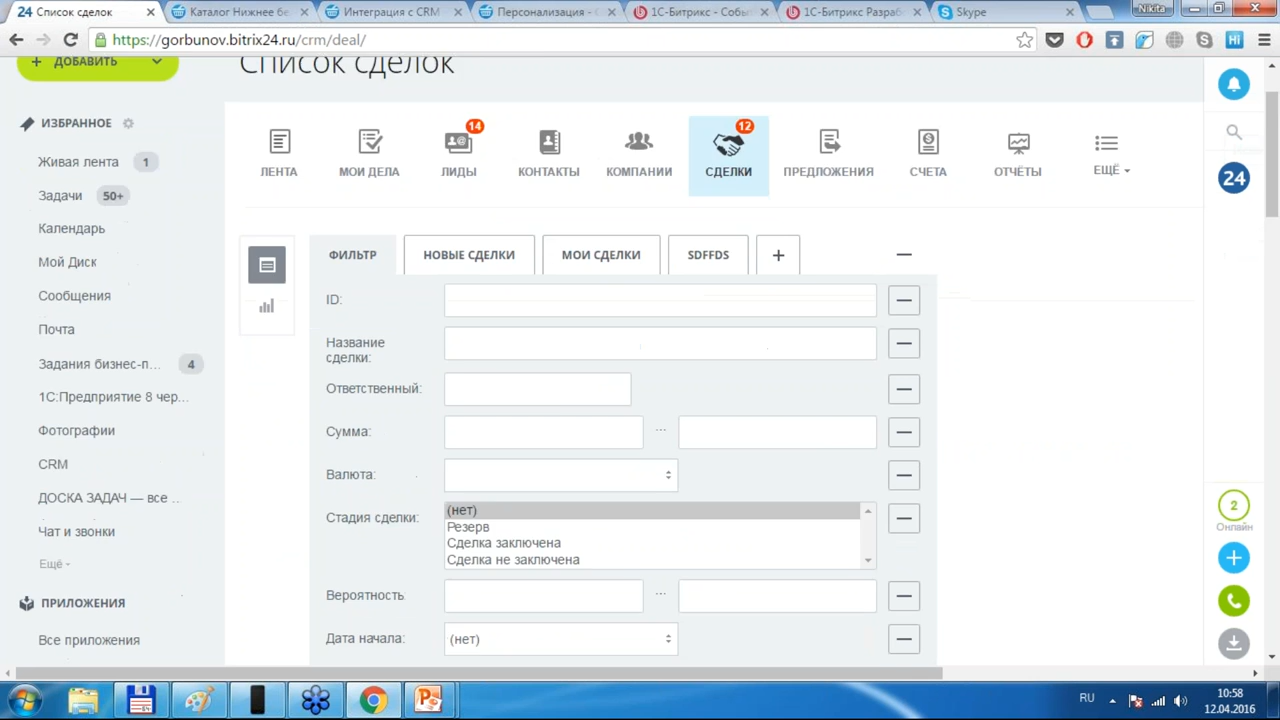 24 Список сделок
Каталог Нижнее бе
Интеграция с CRM
Персонализация - С
1С-Битрикс - Событ
1С-Битрикс Разраб
Skype
Nikita
https://gorbunov.bitrix24.ru/crm/deal/
+ ДОБАВИТЬ
Список сделок
ИЗБРАННОЕ
Живая лента 1
Задачи 50+
Календарь
Мой Диск
Сообщения
Почта
Задания бизнес-п... 4
1С:Предприятие 8 чер...
Фотографии
CRM
ДОСКА ЗАДАЧ — все ..
Чат и звонки
Ещё
ПРИЛОЖЕНИЯ
Все приложения
ЛЕНТА
МОИ ДЕЛА
14
ЛИДЫ
КОНТАКТЫ
КОМПАНИИ
12
СДЕЛКИ
ПРЕДЛОЖЕНИЯ
СЧЕТА
ОТЧЁТЫ
ЕЩЁ
ФИЛЬТР
НОВЫЕ СДЕЛКИ
МОИ СДЕЛКИ
SDFFDS
+
ID:
Название
сделки:
Ответственный:
Сумма: ...
Валюта:
Стадия сделки:
(нет)
Резерв
Сделка заключена
Сделка не заключена
Вероятность ...
Дата начала: (нет)
Hi
24
2
Онлайн
RU
10:58
12.04.2016